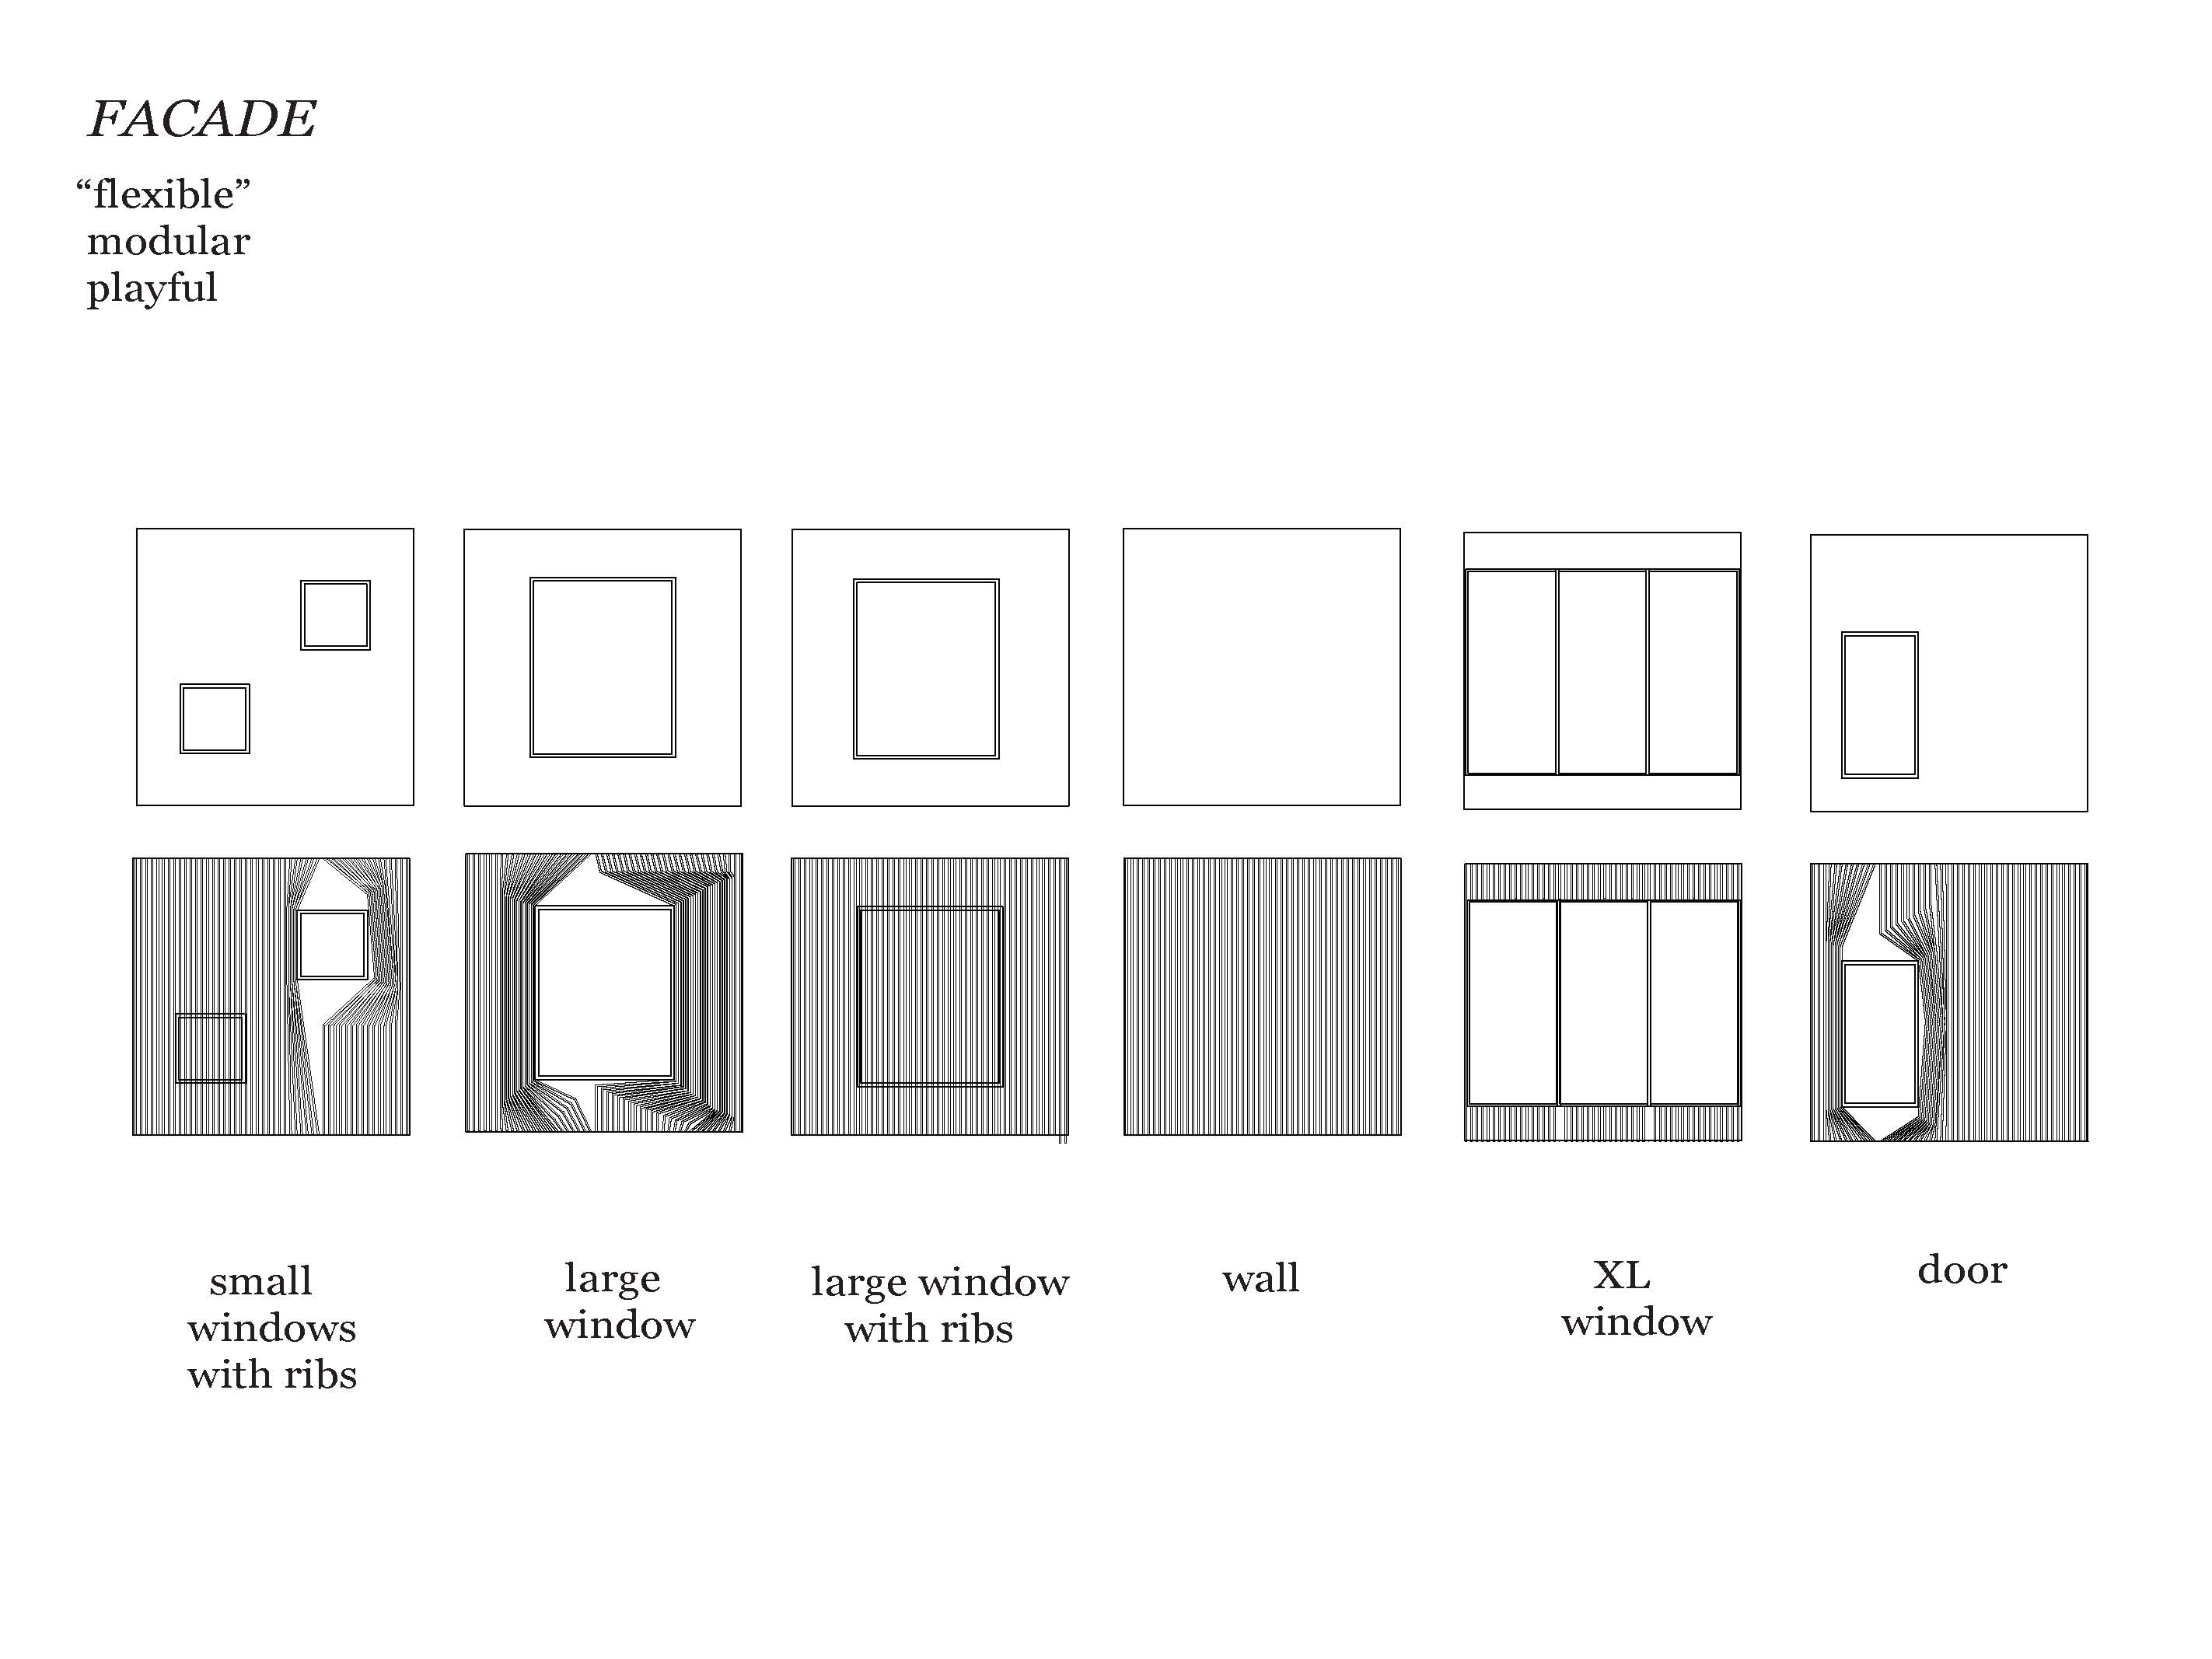 FACADE
“flexible”
modular
playful
small
windows
with ribs
large
window
large window
with ribs
wall
XL
window
door